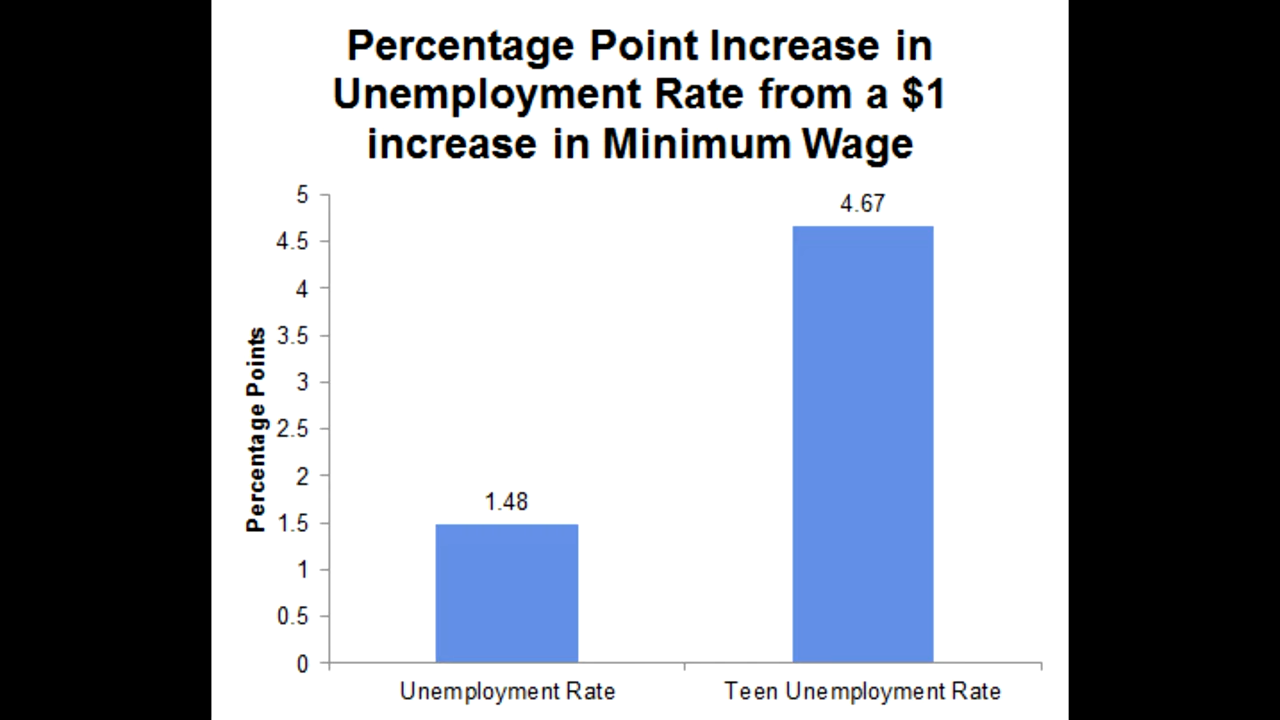 Percentage Point Increase in
Unemployment Rate from a $1
increase in Minimum Wage
Percentage Points
5
4.5
4
3.5
3
2.5
2
1.5
1
0.5
0
4.67
1.48
Unemployment Rate
Teen Unemployment Rate